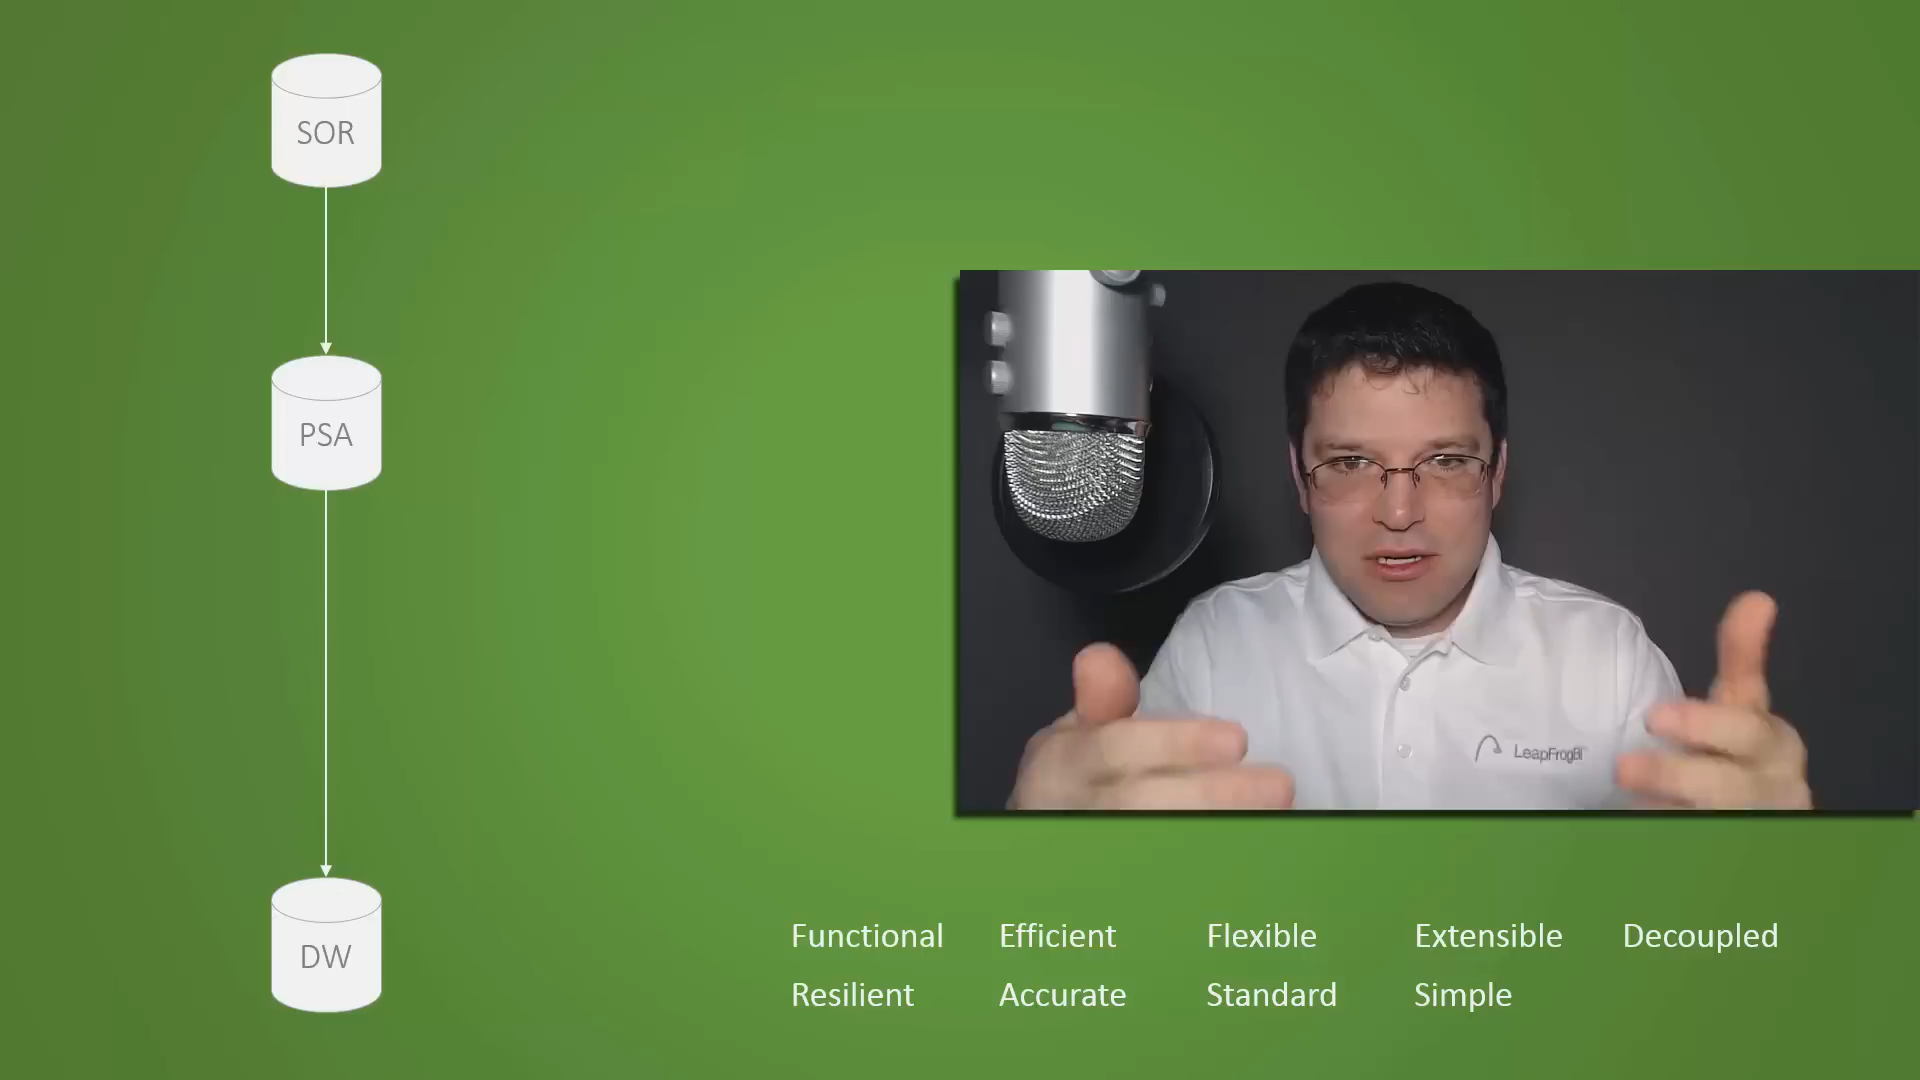 SOR
PSA
DW
LeapFrogBI
Functional Efficient Flexible Extensible Decoupled
Resilient Accurate Standard Simple